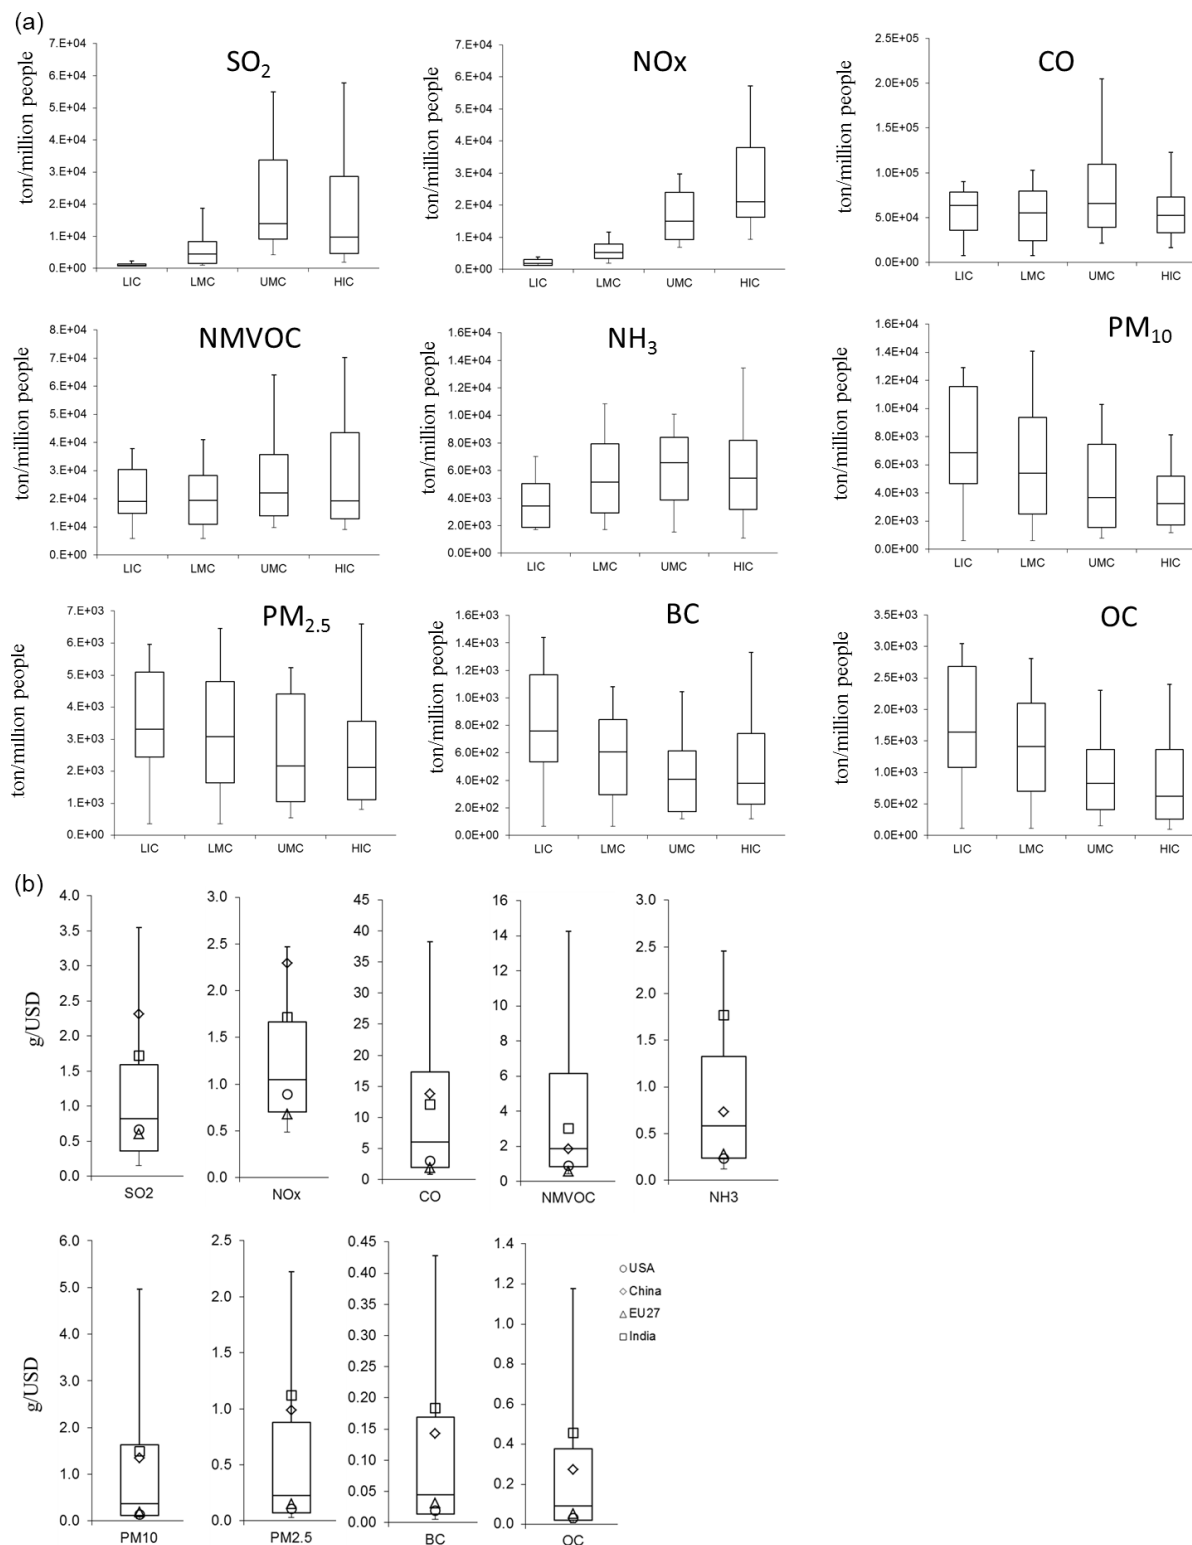 (a)
SO2 NOx CO
ton/million people ton/million people ton/million people
7.E+04 7.E+04 2.5E+05
6.E+04 6.E+04 2.0E+05
5.E+04 5.E+04 1.5E+05
4.E+04 4.E+04 1.0E+05
3.E+04 3.E+04 5.0E+04
2.E+04 2.E+04 0.0E+00
1.E+04 1.E+04
0.E+00 0.E+00
LIC LMC UMC HIC LIC LMC UMC HIC LIC LMC UMC HIC
NMVOC NH3 PM10
ton/million people ton/million people ton/million people
8.E+04 1.6E+04 1.6E+04
7.E+04 1.4E+04 1.4E+04
6.E+04 1.2E+04 1.2E+04
5.E+04 1.0E+04 1.0E+04
4.E+04 8.0E+03 8.0E+03
3.E+04 6.0E+03 6.0E+03
2.E+04 4.0E+03 4.0E+03
1.E+04 2.0E+03 2.0E+03
0.E+00 0.0E+00 0.0E+00
LIC LMC UMC HIC LIC LMC UMC HIC LIC LMC UMC HIC
PM2.5 BC OC
ton/million people ton/million people ton/million people
7.E+03 1.6E+03 3.5E+03
6.E+03 1.4E+03 3.0E+03
5.E+03 1.2E+03 2.5E+03
4.E+03 1.0E+03 2.0E+03
3.E+03 8.0E+02 1.5E+03
2.E+03 6.0E+02 1.0E+03
1.E+03 4.0E+02 5.0E+02
0.E+00 2.0E+02 0.0E+00
0.0E+00
LIC LMC UMC HIC LIC LMC UMC HIC LIC LMC UMC HIC
(b)
g/USD
4.0 3.0 45 16 3.0
3.5 2.5 40 14 2.5
3.0 2.0 35 12 2.0
2.5 1.5 30 10 1.5
2.0 1.0 25 8 1.0
1.5 0.5 20 6 0.5
1.0 0.0 15 4 0.0
0.5 10 2
0.0 5 0
0
SO2 NOx CO NMVOC NH3
g/USD
6.0 2.5 0.45 1.4
5.0 2.0 0.40 1.2
4.0 1.5 0.35 1.0
3.0 1.0 0.30 0.8
2.0 0.5 0.25 0.6
1.0 0.0 0.20 0.4
0.0 0.15 0.2
0.10 0.0
0.05
0.00
USA
China
EU27
India
PM10 PM2.5 BC OC